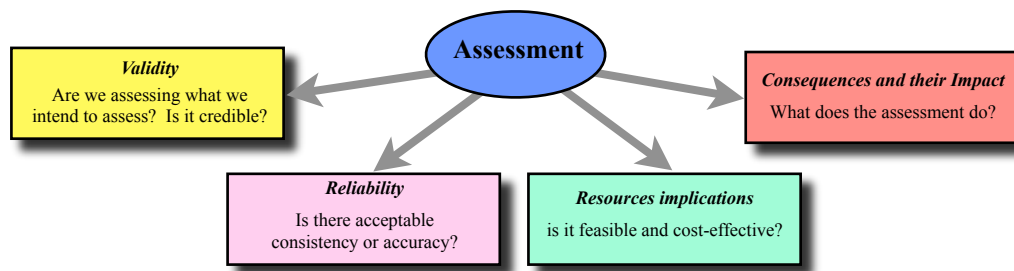 Assessment
Validity
Are we assessing what we
intend to assess? Is it credible?
Consequences and their Impact
What does the assessment do?
Reliability
Is there acceptable
consistency or accuracy?
Resources implications
is it feasible and cost-effective?